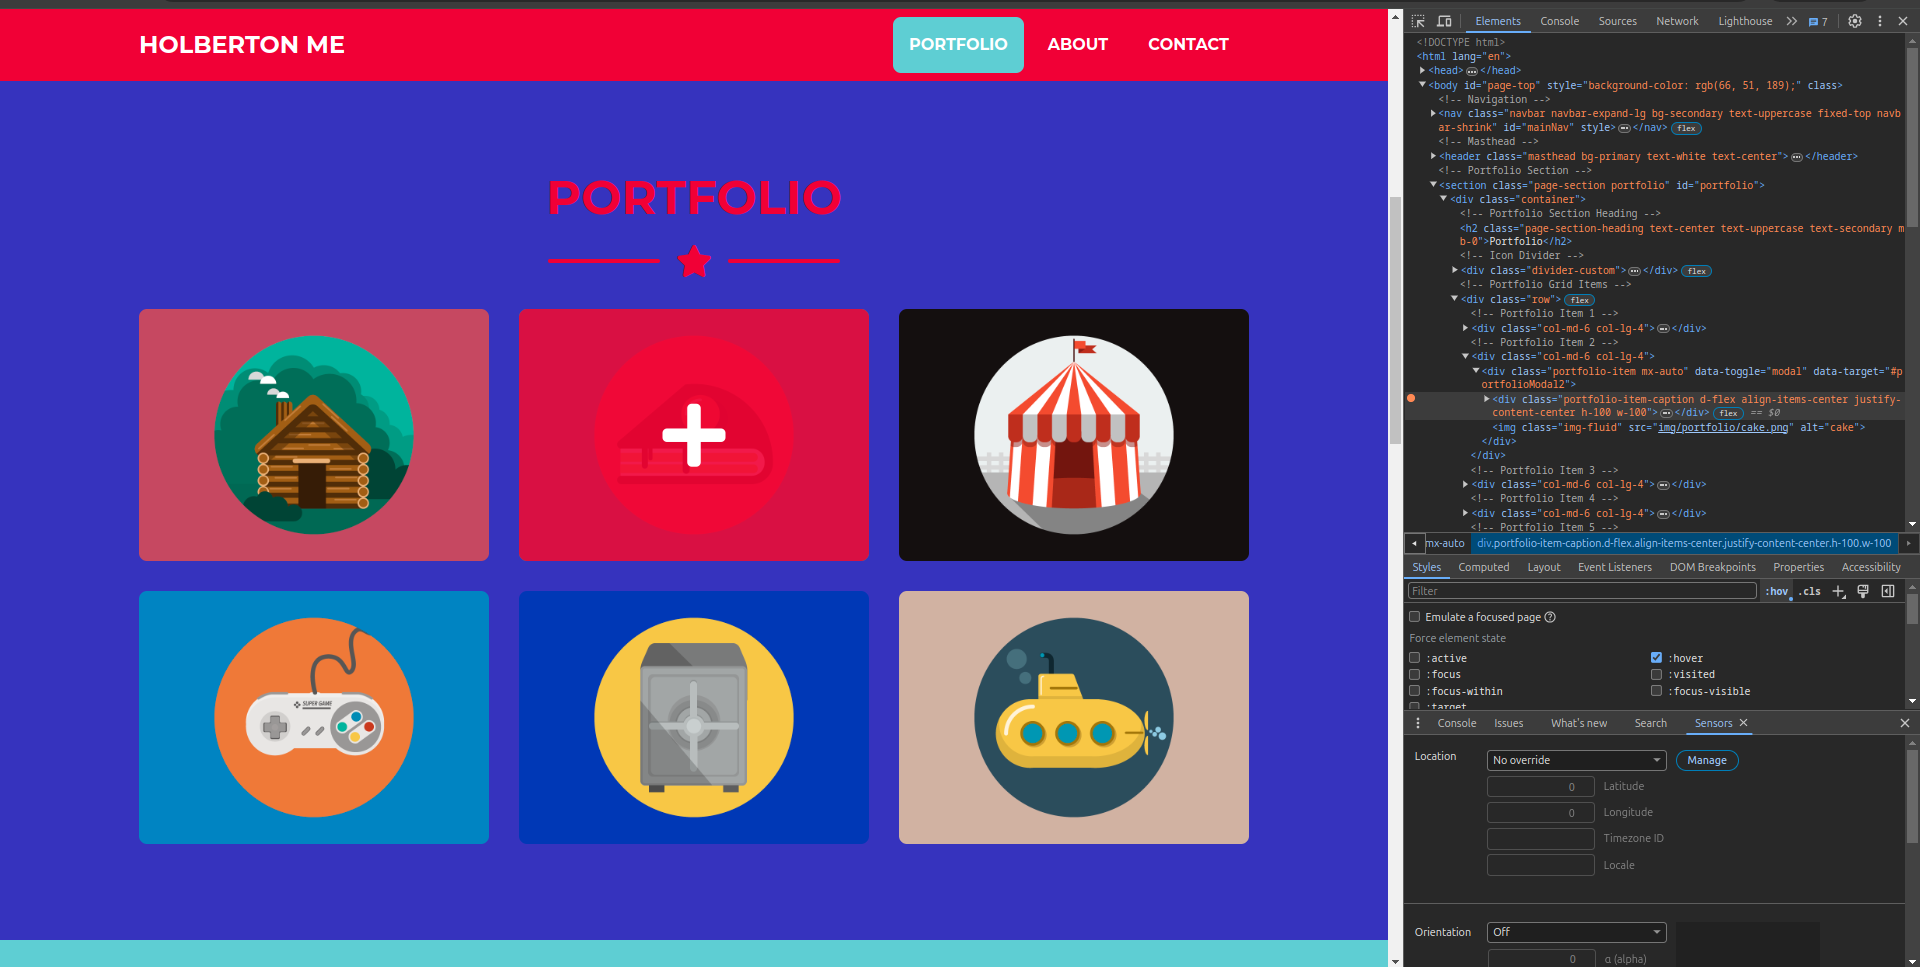 HOLBERTON ME
PORTFOLIO
ABOUT
CONTACT
PORTFOLIO
SUPER GAME
Elements
Console
Sources
Network
Lighthouse
7
<!DOCTYPE html>
<html lang="en">
<head> </head>
<body id="page-top" style="background-color: rgb(66, 51, 189);" class>
<!-- Navigation -->
<nav class="navbar navbar-expand-lg bg-secondary text-uppercase fixed-top navb
ar-shrink" id="mainNav" style> </nav> flex
<!-- Masthead -->
<header class="masthead bg-primary text-white text-center"> </header>
<!-- Portfolio Section -->
<section class="page-section portfolio" id="portfolio">
<div class="container">
<!-- Portfolio Section Heading -->
<h2 class="page-section-heading text-center text-uppercase text-secondary m
b-0">Portfolio</h2>
<!-- Icon Divider -->
<div class="divider-custom"> </div> flex
<!-- Portfolio Grid Items -->
<div class="row"> flex
<!-- Portfolio Item 1 -->
<div class="col-md-6 col-lg-4"> </div>
<!-- Portfolio Item 2 -->
<div class="col-md-6 col-lg-4">
<div class="portfolio-item mx-auto" data-toggle="modal" data-target="#p
ortfolioModal2">
<div class="portfolio-item-caption d-flex align-items-center justify-
content-center h-100 w-100"> </div> flex == $0
<img class="img-fluid" src="img/portfolio/cake.png" alt="cake">
</div>
</div>
<!-- Portfolio Item 3 -->
<div class="col-md-6 col-lg-4"> </div>
<!-- Portfolio Item 4 -->
<div class="col-md-6 col-lg-4"> </div>
<!-- Portfolio Item 5 -->
mx-auto
div.portfolio-item-caption.d-flex.align-items-center.justify-content-center.h-100.w-100
Styles
Computed
Layout
Event Listeners
DOM Breakpoints
Properties
Accessibility
Filter
:hov
.cls
Emulate a focused page
Force element state
:active
:hover
:focus
:visited
:focus-within
:focus-visible
:target
Console
Issues
What's new
Search
Sensors
Location
No override
Manage
0
Latitude
0
Longitude
Timezone ID
Locale
Orientation
Off
0
α (alpha)